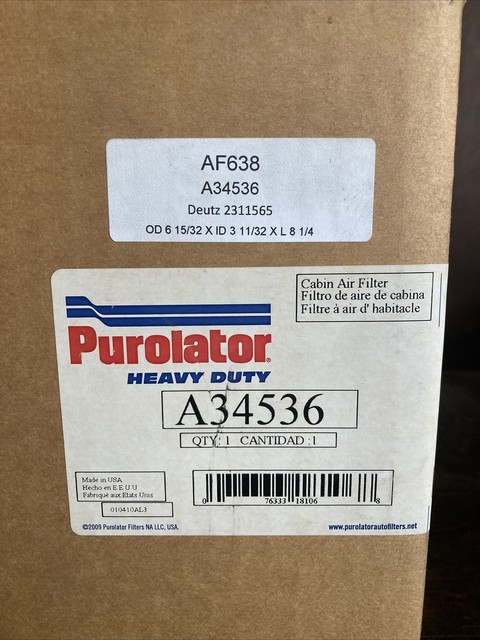 AF638
A34536
Deutz 2311565
OD 6 15/32 X ID 3 11/32 X L 8 1/4
Cabin Air Filter
Filtro de aire de cabina
Filtre à air d' habitacle
Purolator®
HEAVY DUTY
A34536
QTY: 1 CANTIDAD :1
Made in USA
Hecho en E.E.U.U
Fabriqué aux Etats Unis
010410AL3
0 76333 18106 8
©2009 Purolator Filters NA LLC, USA.
www.purolatorautofilters.net